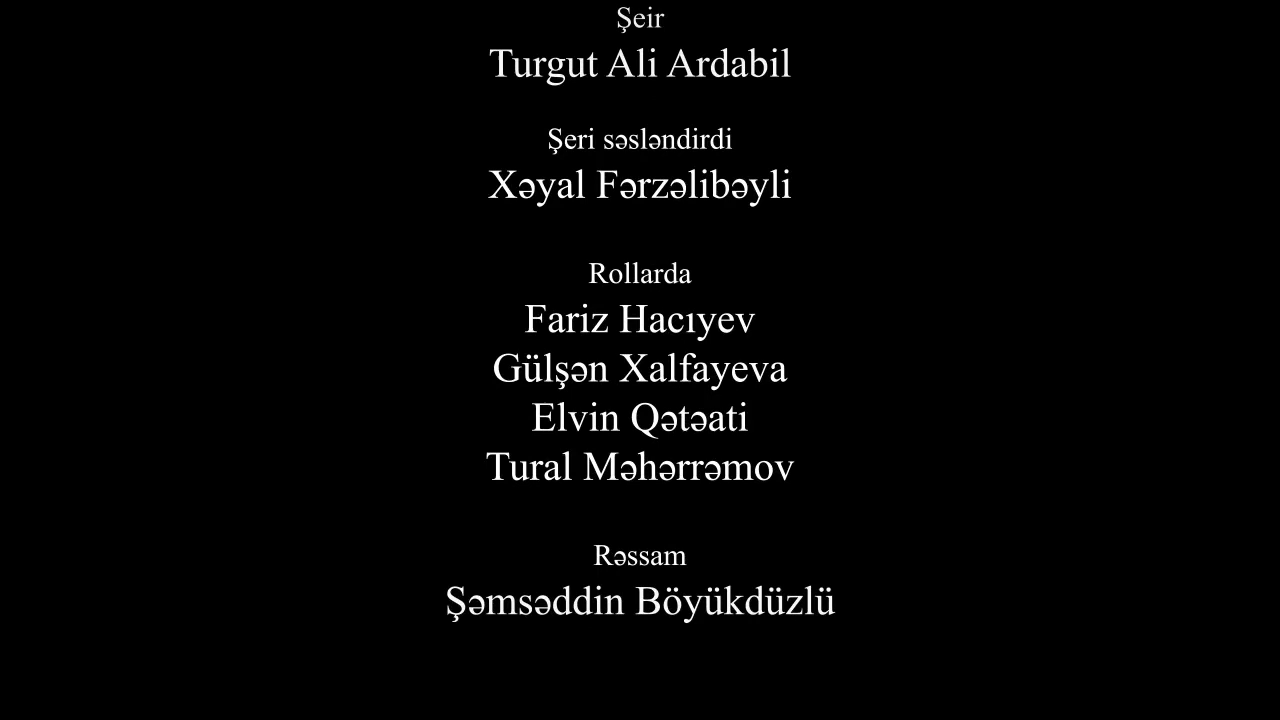 Şeir
Turgut Ali Ardabil
Şeri səsləndirdi
Xəyal Fərzəlibəyli
Rollarda
Fariz Hacıyev
Gülşən Xalfayeva
Elvin Qətəati
Tural Məhərrəmov
Rəssam
Şəmsəddin Böyükdüzlü